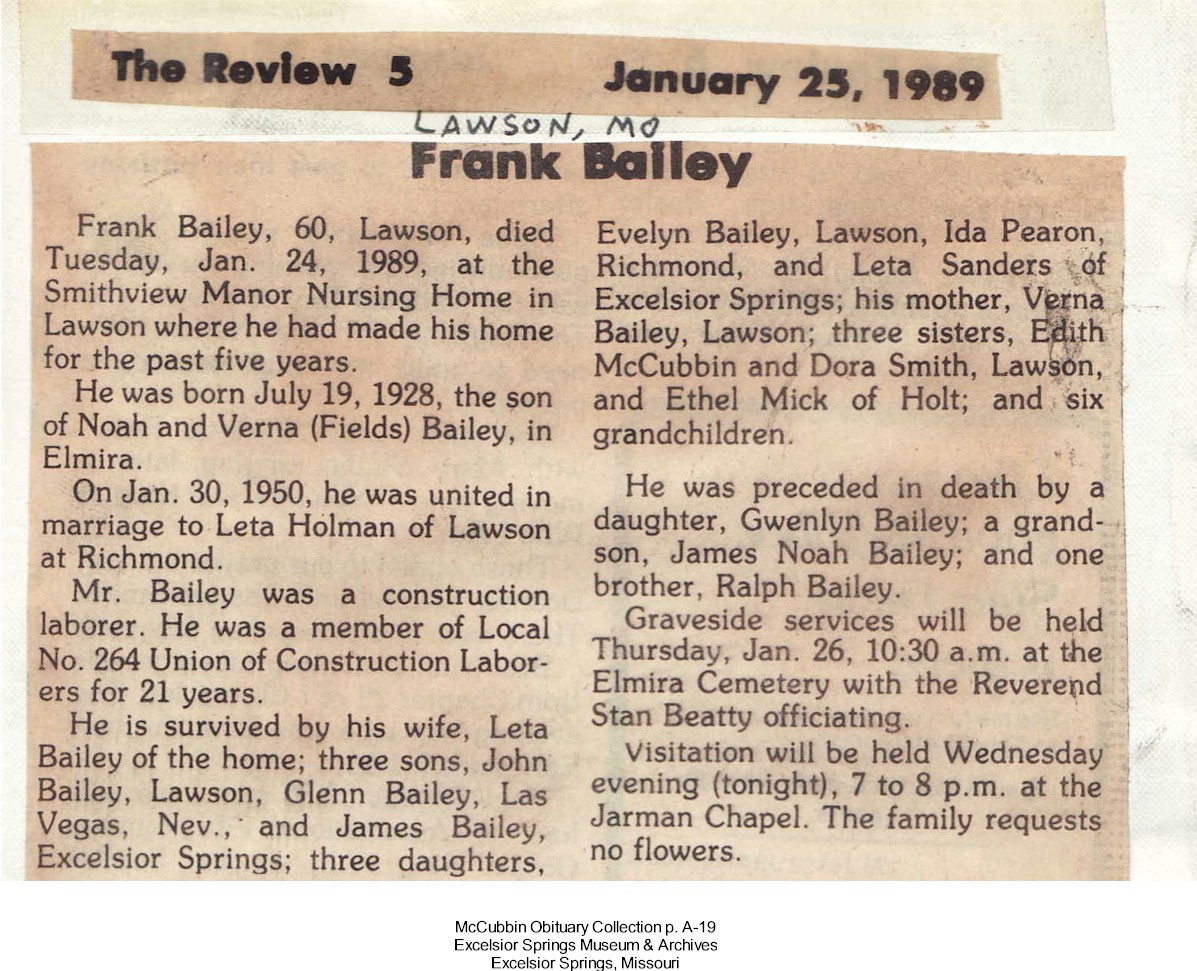 The Review 5 January 25, 1989
LAWSON, MO
Frank Bailey
Frank Bailey, 60, Lawson, died
Tuesday, Jan. 24, 1989, at the
Smithview Manor Nursing Home in
Lawson where he had made his home
for the past five years.
He was born July 19, 1928, the son
of Noah and Verna (Fields) Bailey, in
Elmira.
On Jan. 30, 1950, he was united in
marriage to Leta Holman of Lawson
at Richmond.
Mr. Bailey was a construction
laborer. He was a member of Local
No. 264 Union of Construction Labor-
ers for 21 years.
He is survived by his wife, Leta
Bailey of the home; three sons, John
Bailey, Lawson, Glenn Bailey, Las
Vegas, Nev., and James Bailey,
Excelsior Springs; three daughters,
Evelyn Bailey, Lawson, Ida Pearon,
Richmond, and Leta Sanders of
Excelsior Springs; his mother, Verna
Bailey, Lawson; three sisters, Edith
McCubbin and Dora Smith, Lawson,
and Ethel Mick of Holt; and six
grandchildren.
He was preceded in death by a
daughter, Gwenlyn Bailey; a grand-
son, James Noah Bailey; and one
brother, Ralph Bailey.
Graveside services will be held
Thursday, Jan. 26, 10:30 a.m. at the
Elmira Cemetery with the Reverend
Stan Beatty officiating.
Visitation will be held Wednesday
evening (tonight), 7 to 8 p.m. at the
Jarman Chapel. The family requests
no flowers.
McCubbin Obituary Collection p. A-19
Excelsior Springs Museum & Archives
Excelsior Springs, Missouri